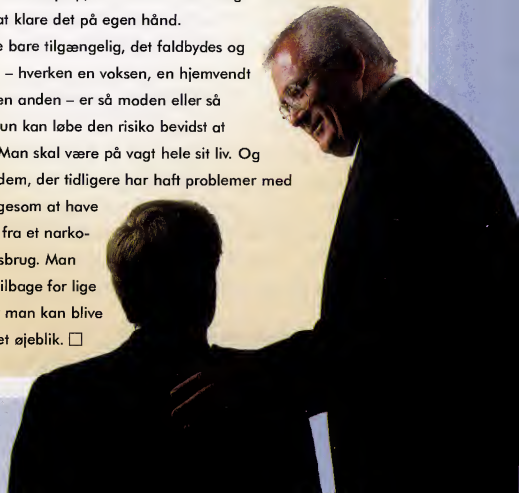 at klare det på egen hånd.
bare tilgængelig, det faldbydes og
– hverken en voksen, en hjemvendt
en anden – er så moden eller så
un kan løbe den risiko bevidst at
Man skal være på vagt hele sit liv. Og
dem, der tidligere har haft problemer med
gesom at have
fra et narko-
sbrug. Man
ilbage for lige
man kan blive
et øjeblik. □